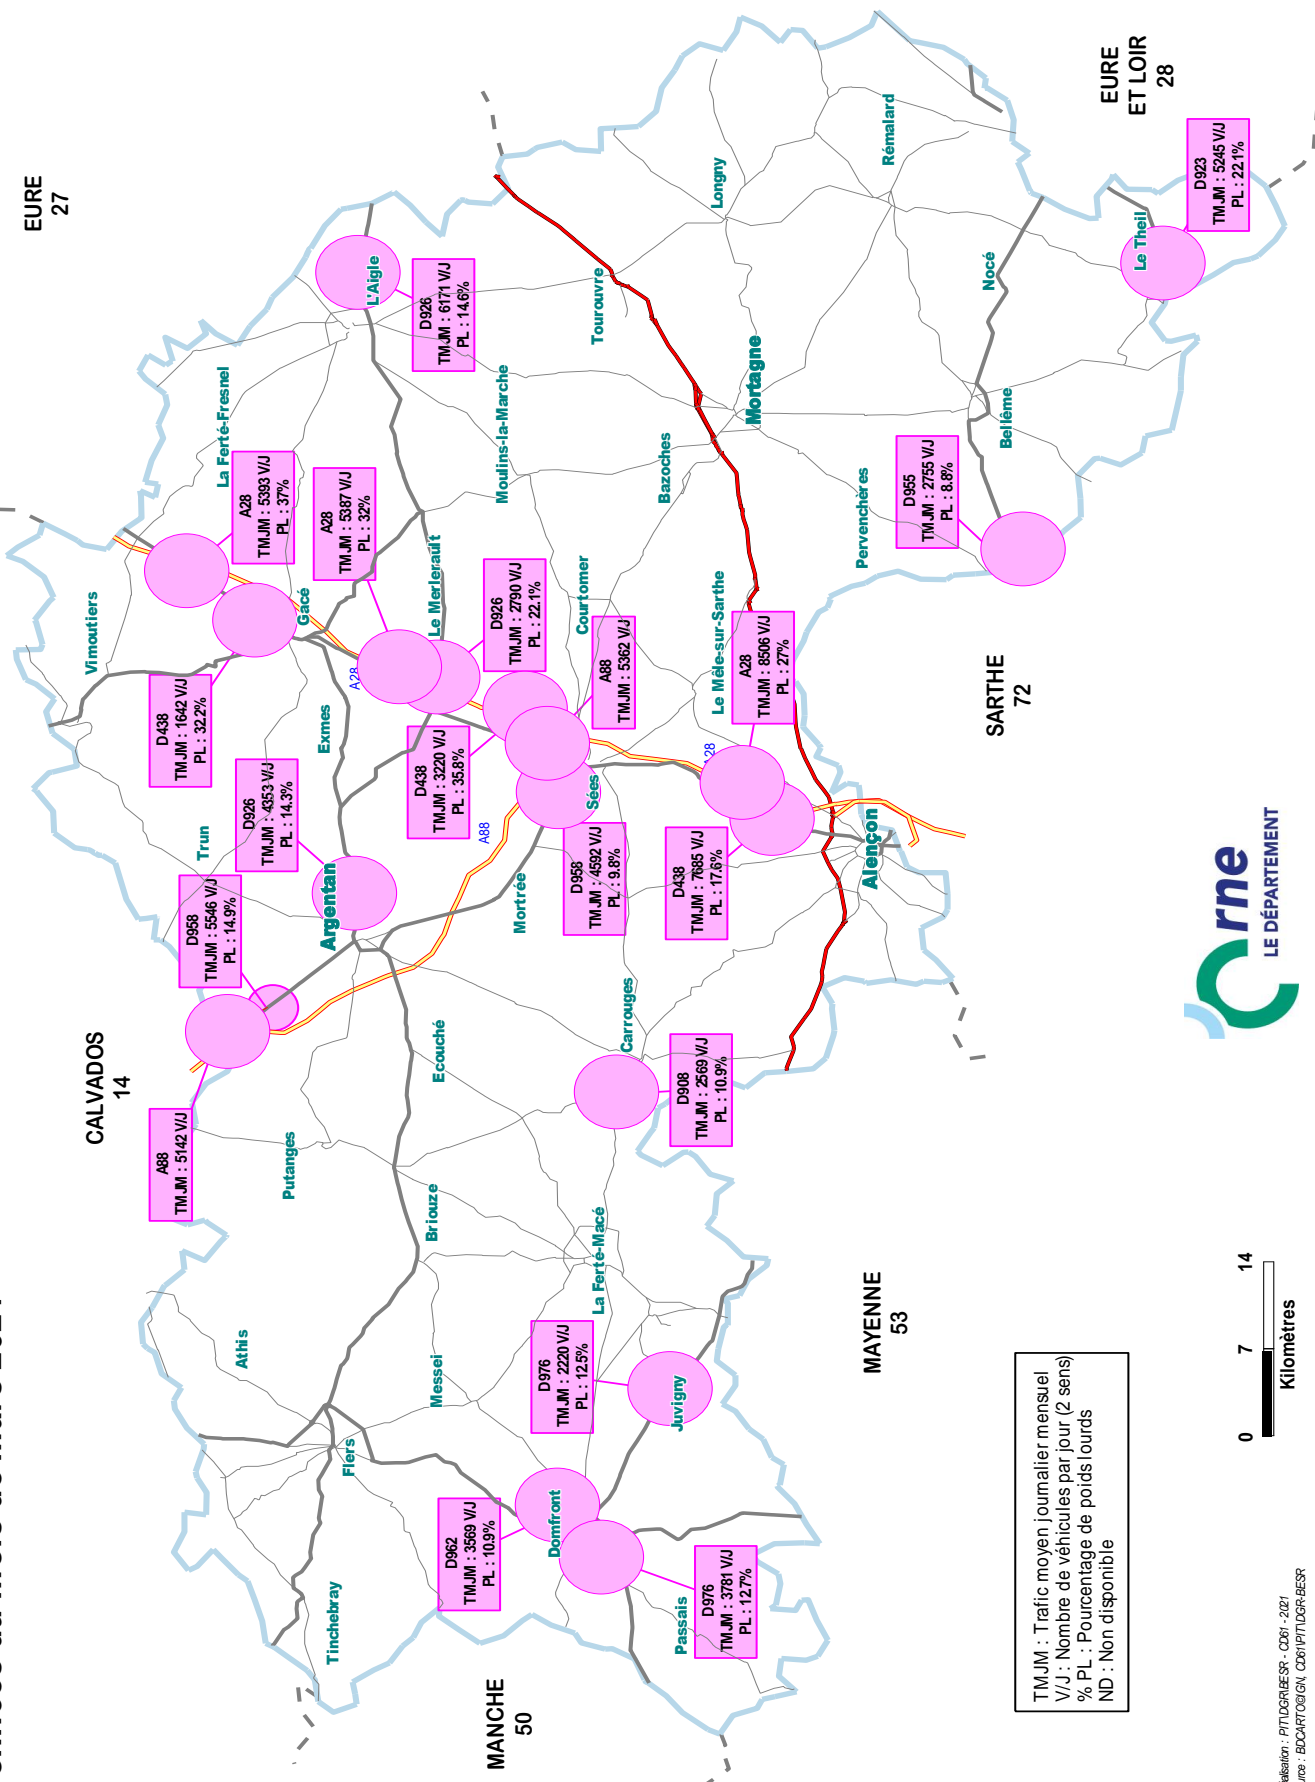 EURE
27
EURE
ET LOIR
28
CALVADOS
14
MANCHE
50
MAYENNE
53
SARTHE
72
A88
TMJM : 5142 V/J
D958
TMJM : 5546 V/J
PL : 14.9%
D926
TMJM : 4353 V/J
PL : 14.3%
D438
TMJM : 1642 V/J
PL : 32.2%
A28
TMJM : 5393 V/J
PL : 37%
A28
TMJM : 5387 V/J
PL : 32%
D926
TMJM : 6171 V/J
PL : 14.6%
D926
TMJM : 2790 V/J
PL : 22.1%
D438
TMJM : 3220 V/J
PL : 35.8%
A88
TMJM : 5362 V/J
D958
TMJM : 4592 V/J
PL : 9.8%
D438
TMJM : 7685 V/J
PL : 17.6%
A28
TMJM : 8506 V/J
PL : 27%
D955
TMJM : 2755 V/J
PL : 8.8%
D923
TMJM : 5245 V/J
PL : 22.1%
D908
TMJM : 2569 V/J
PL : 10.9%
D976
TMJM : 2220 V/J
PL : 12.5%
D962
TMJM : 3569 V/J
PL : 10.9%
D976
TMJM : 3781 V/J
PL : 12.7%
Vimoutiers
La Ferté-Fresnel
L'Aigle
Gacé
Trun
Exmes
Argentan
Le Merlerault
Moulins-la-Marche
Tourouvre
Longny
Rémalard
Mortagne
Bazoches
Courtomer
Sées
Mortrée
Le Mêle-sur-Sarthe
Pervenchères
Bellême
Nocé
Le Theil
Alençon
Carrouges
Ecouché
Putanges
Briouze
La Ferté-Macé
Athis
Messei
Flers
Juvigny
Domfront
Tinchebray
Passais
A28
A88
TMJM : Trafic moyen journalier mensuel
V/J : Nombre de véhicules par jour (2 sens)
% PL : Pourcentage de poids lourds
ND : Non disponible
0 7 14
Kilomètres
Orne
LE DÉPARTEMENT